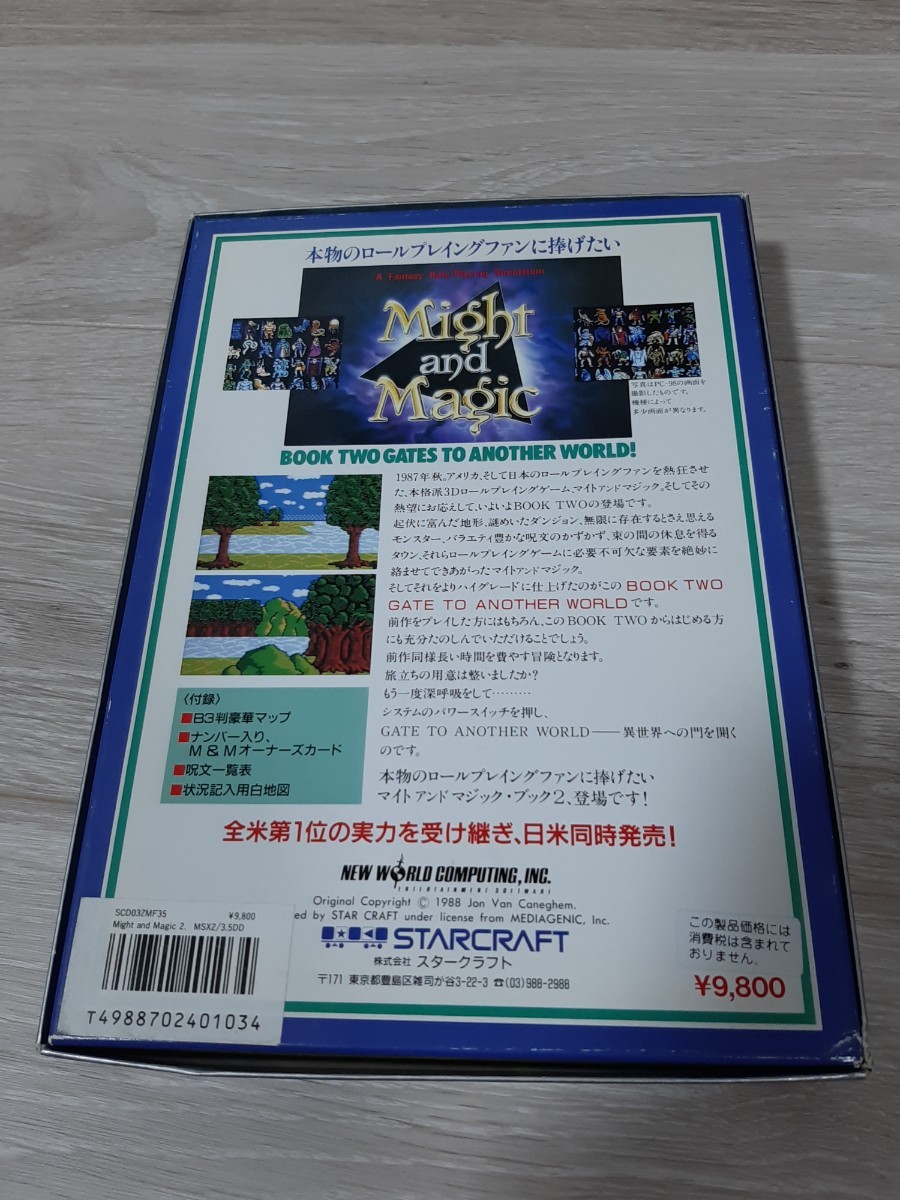 本物のロールプレイングファンに捧げたい
A Fantasy Role-Playing Simulation
Might
and
Magic
写真はPC-98の画面を
撮影したものです。
機種によって
多少画面が異なります。
BOOK TWO GATES TO ANOTHER WORLD!
1987年秋。アメリカ、そして日本のロールプレイングファンを熱狂させ
た、本格派3Dロールプレイングゲーム、マイトアンドマジック。そしてその
熱望にお応えして、いよいよBOOK TWOの登場です。
起伏に富んだ地形、謎めいたダンジョン、無限に存在するとさえ思える
モンスター、バラエティ豊かな呪文のかずかず、束の間の休息を得る
タウン、それらロールプレイングゲームに必要不可欠な要素を絶妙に
絡ませてできあがったマイトアンドマジック。
そしてそれをよりハイグレードに仕上げたのがこの BOOK TWO
GATE TO ANOTHER WORLDです。
前作をプレイした方にはもちろん、このBOOK TWOからはじめる方
にも充分たのしんでいただけることでしょう。
前作同様長い時間を費やす冒険となります。
旅立ちの用意は整いましたか?
もう一度深呼吸をして………
システムのパワースイッチを押し、
GATE TO ANOTHER WORLD——異世界への門を開く
のです。
本物のロールプレイングファンに捧げたい
マイトアンドマジック・ブック2、登場です!
〈付録〉
■B3判豪華マップ
■ナンバー入り、
M&Mオーナーズカード
■呪文一覧表
■状況記入用白地図
全米第1位の実力を受け継ぎ、日米同時発売!
NEW WORLD COMPUTING, INC.
ENTERTAINMENT SOFTWARE
Original Copyright © 1988 Jon Van Caneghem.
ed by STAR CRAFT under license from MEDIAGENIC, Inc.
STARCRAFT
株式会社 スタークラフト
〒171 東京都豊島区雑司が谷3-22-3 ☎(03)988-2988
SCD03ZMF35 ¥9,800
Might and Magic 2. MSX2/3.5DD
T4988702401034
この製品価格には
消費税は含まれて
おりません。
¥9,800